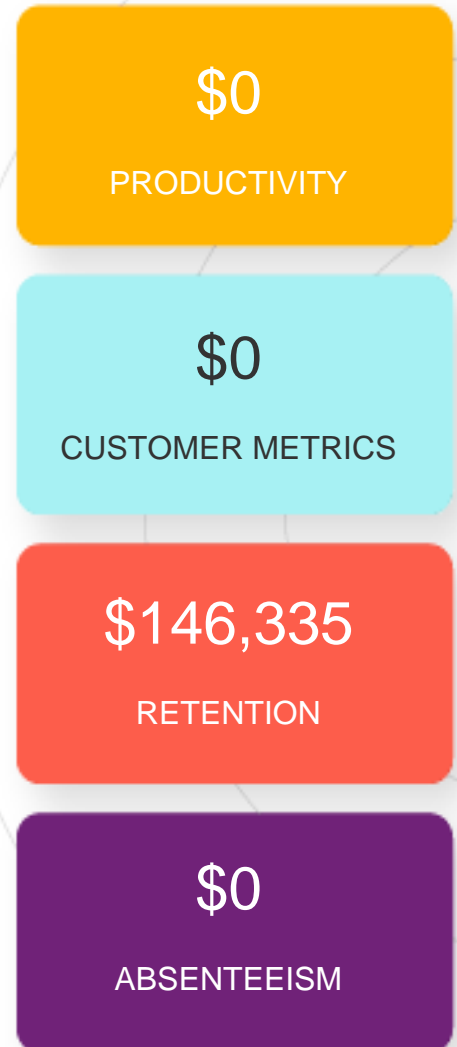 $0
PRODUCTIVITY
$0
CUSTOMER METRICS
$146,335
RETENTION
$0
ABSENTEEISM